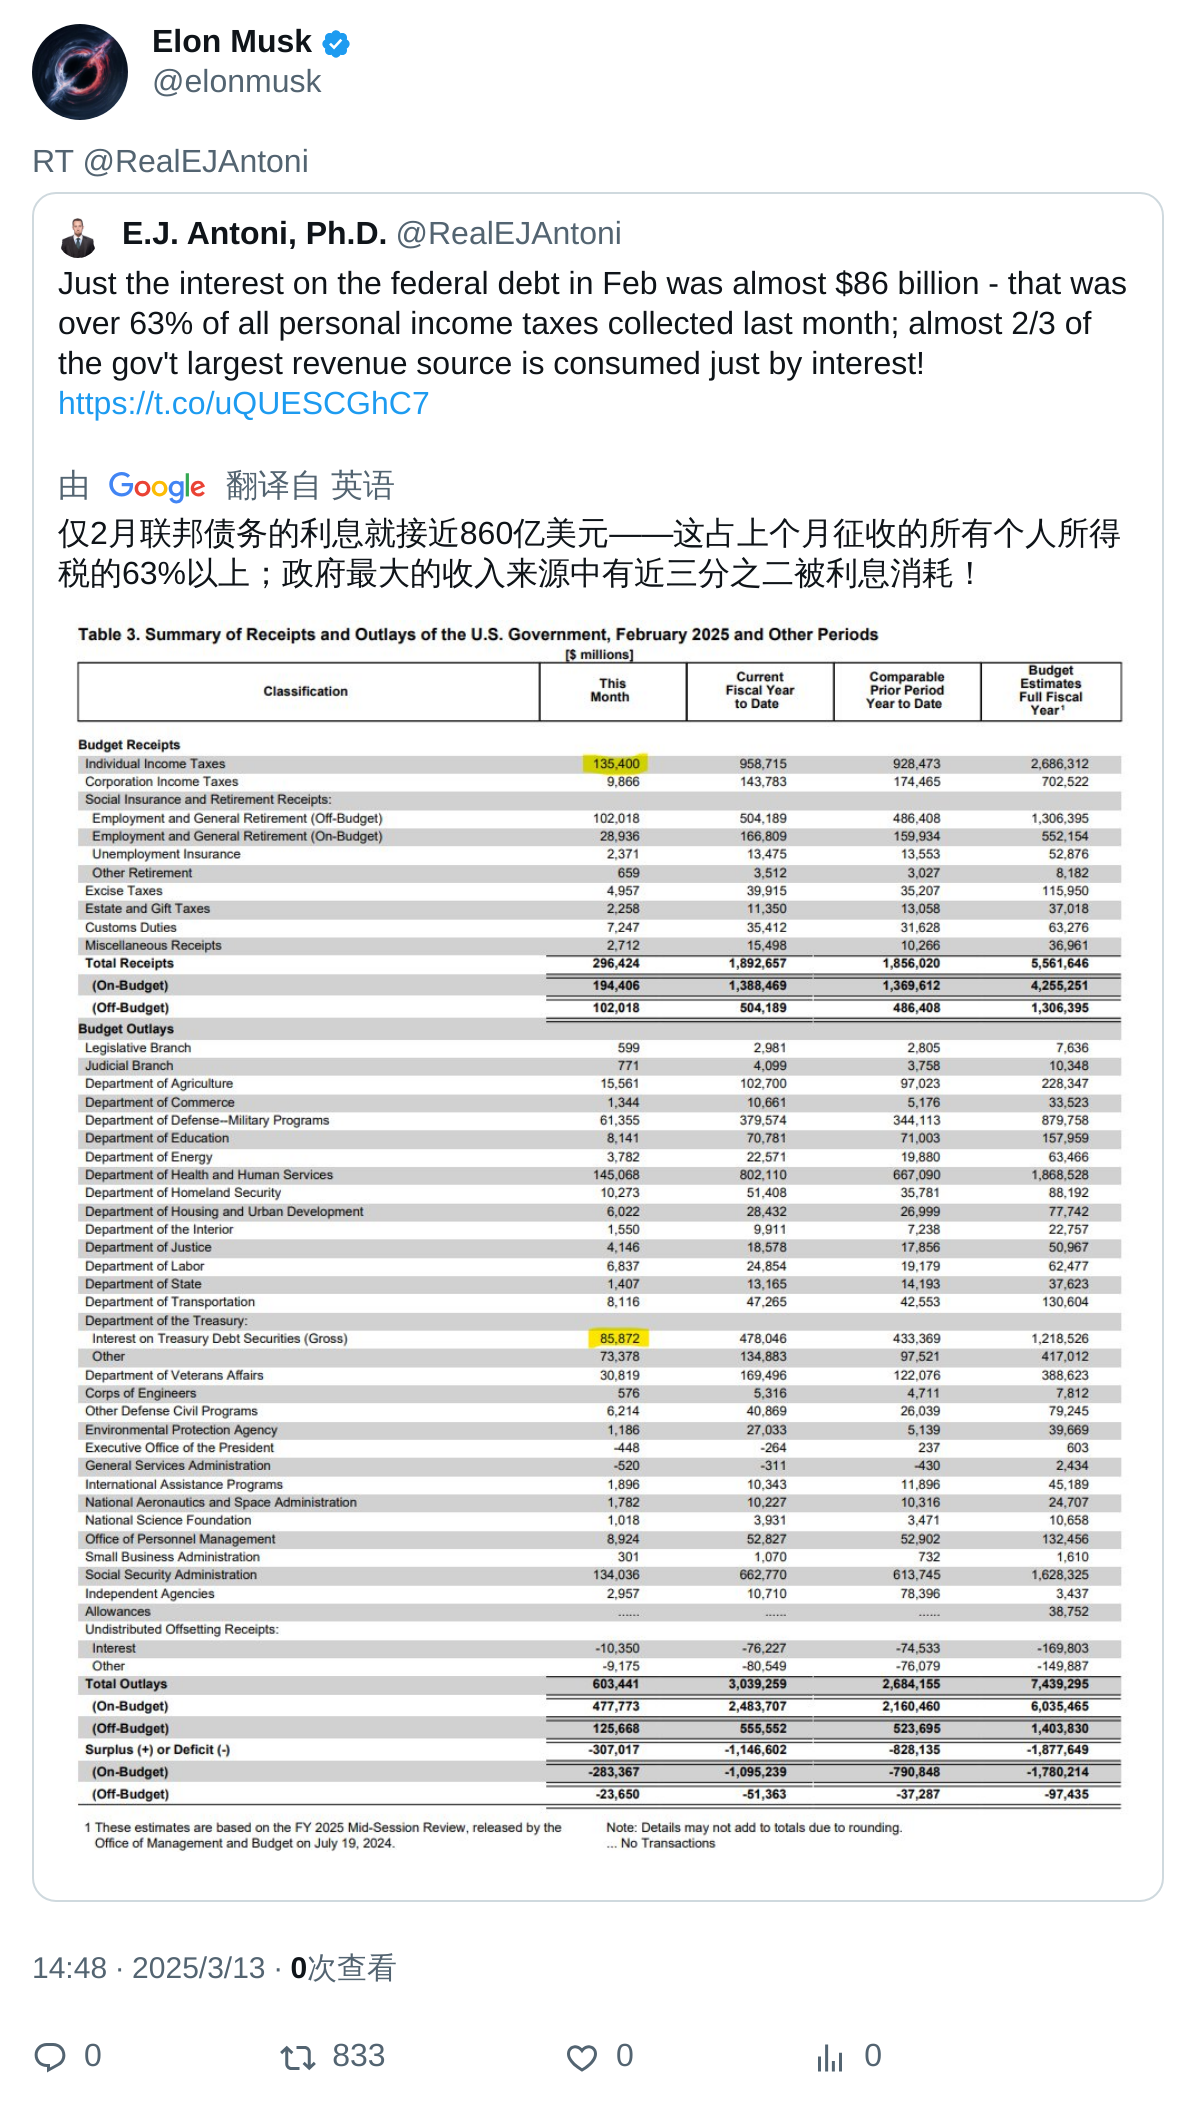 Elon Musk
@elonmusk
RT @RealEJAntoni
E.J. Antoni, Ph.D. @RealEJAntoni
Just the interest on the federal debt in Feb was almost $86 billion - that was
over 63% of all personal income taxes collected last month; almost 2/3 of
the gov't largest revenue source is consumed just by interest!
https://t.co/uQUESCGhC7
由 Google 翻译自 英语
仅2月联邦债务的利息就接近860亿美元——这占上个月征收的所有个人所得
税的63%以上；政府最大的收入来源中有近三分之二被利息消耗！
Table 3. Summary of Receipts and Outlays of the U.S. Government, February 2025 and Other Periods
[$ millions]
Classification This Month Current Fiscal Year to Date Comparable Prior Period Year to Date Budget Estimates Full Fiscal Year¹
Budget Receipts
Individual Income Taxes 135,400 958,715 928,473 2,686,312
Corporation Income Taxes 9,866 143,783 174,465 702,522
Social Insurance and Retirement Receipts:
Employment and General Retirement (Off-Budget) 102,018 504,189 486,408 1,306,395
Employment and General Retirement (On-Budget) 28,936 166,809 159,934 552,154
Unemployment Insurance 2,371 13,475 13,553 52,876
Other Retirement 659 3,512 3,027 8,182
Excise Taxes 4,957 39,915 35,207 115,950
Estate and Gift Taxes 2,258 11,350 13,058 37,018
Customs Duties 7,247 35,412 31,628 63,276
Miscellaneous Receipts 2,712 15,498 10,266 36,961
Total Receipts 296,424 1,892,657 1,856,020 5,561,646
(On-Budget) 194,406 1,388,469 1,369,612 4,255,251
(Off-Budget) 102,018 504,189 486,408 1,306,395
Budget Outlays
Legislative Branch 599 2,981 2,805 7,636
Judicial Branch 771 4,099 3,758 10,348
Department of Agriculture 15,561 102,700 97,023 228,347
Department of Commerce 1,344 10,661 5,176 33,523
Department of Defense--Military Programs 61,355 379,574 344,113 879,758
Department of Education 8,141 70,781 71,003 157,959
Department of Energy 3,782 22,571 19,880 63,466
Department of Health and Human Services 145,068 802,110 667,090 1,868,528
Department of Homeland Security 10,273 51,408 35,781 88,192
Department of Housing and Urban Development 6,022 28,432 26,999 77,742
Department of the Interior 1,550 9,911 7,238 22,757
Department of Justice 4,146 18,578 17,856 50,967
Department of Labor 6,837 24,854 19,179 62,477
Department of State 1,407 13,165 14,193 37,623
Department of Transportation 8,116 47,265 42,553 130,604
Department of the Treasury:
Interest on Treasury Debt Securities (Gross) 85,872 478,046 433,369 1,218,526
Other 73,378 134,883 97,521 417,012
Department of Veterans Affairs 30,819 169,496 122,076 388,623
Corps of Engineers 576 5,316 4,711 7,812
Other Defense Civil Programs 6,214 40,869 26,039 79,245
Environmental Protection Agency 1,186 27,033 5,139 39,669
Executive Office of the President -448 -264 237 603
General Services Administration -520 -311 -430 2,434
International Assistance Programs 1,896 10,343 11,896 45,189
National Aeronautics and Space Administration 1,782 10,227 10,316 24,707
National Science Foundation 1,018 3,931 3,471 10,658
Office of Personnel Management 8,924 52,827 52,902 132,456
Small Business Administration 301 1,070 732 1,610
Social Security Administration 134,036 662,770 613,745 1,628,325
Independent Agencies 2,957 10,710 78,396 3,437
Allowances ...... ...... ...... 38,752
Undistributed Offsetting Receipts:
Interest -10,350 -76,227 -74,533 -169,803
Other -9,175 -80,549 -76,079 -149,887
Total Outlays 603,441 3,039,259 2,684,155 7,439,295
(On-Budget) 477,773 2,483,707 2,160,460 6,035,465
(Off-Budget) 125,668 555,552 523,695 1,403,830
Surplus (+) or Deficit (-) -307,017 -1,146,602 -828,135 -1,877,649
(On-Budget) -283,367 -1,095,239 -790,848 -1,780,214
(Off-Budget) -23,650 -51,363 -37,287 -97,435
1 These estimates are based on the FY 2025 Mid-Session Review, released by the
Office of Management and Budget on July 19, 2024.
Note: Details may not add to totals due to rounding.
... No Transactions
14:48 · 2025/3/13 · 0次查看
0 833 0 0